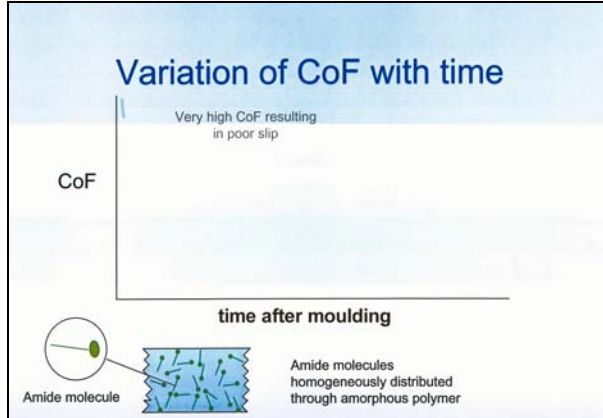 Variation of CoF with time
Very high CoF resulting
in poor slip
CoF
time after moulding
Amide molecule
Amide molecules
homogeneously distributed
through amorphous polymer